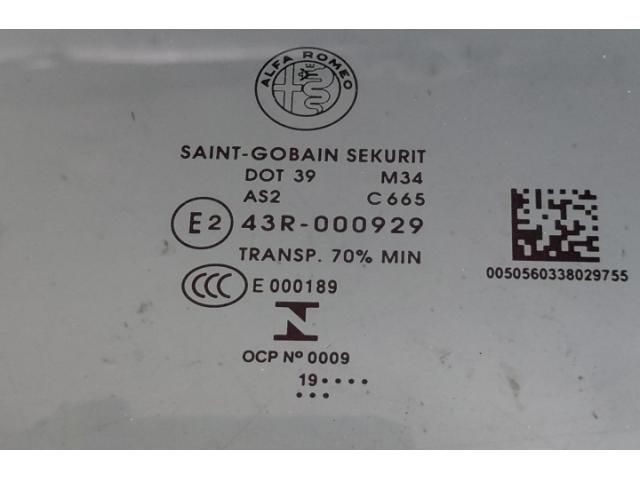 ALFA ROMEO
SAINT-GOBAIN SEKURIT
DOT 39 M34
AS2 C 665
E2 43R-000929
TRANSP. 70% MIN
CCC E 000189
N
OCP Nº 0009
19••••
•••
0050560338029755